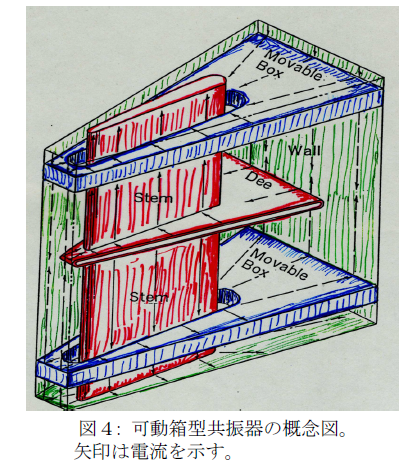 Movable
Box
Wall
Dee
Stem
Movable
Box
Stem
図４: 可動箱型共振器の概念図。
矢印は電流を示す。